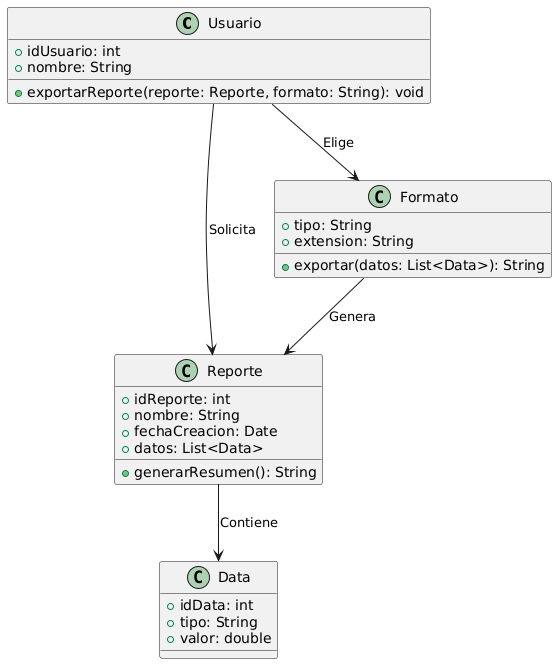 C Usuario
idUsuario: int
nombre: String
exportarReporte(reporte: Reporte, formato: String): void
Elige
C Formato
tipo: String
extension: String
exportar(datos: List<Data>): String
Solicita
Genera
C Reporte
idReporte: int
nombre: String
fechaCreacion: Date
datos: List<Data>
generarResumen(): String
Contiene
C Data
idData: int
tipo: String
valor: double